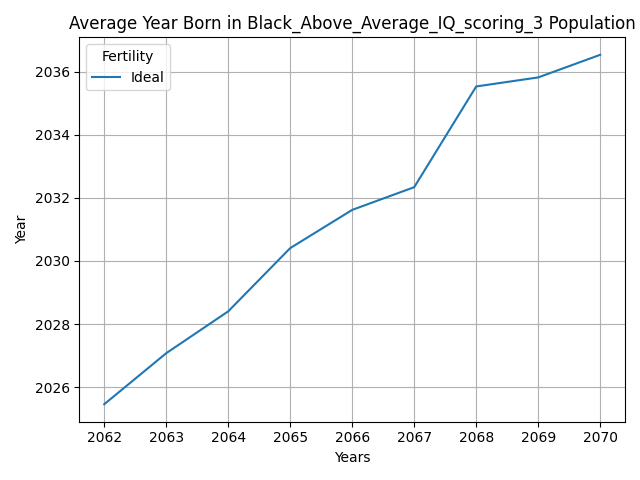 Average Year Born in Black_Above_Average_IQ_scoring_3 Population
Fertility
Ideal
2036
2034
2032
2030
2028
2026
Year
2062 2063 2064 2065 2066 2067 2068 2069 2070
Years